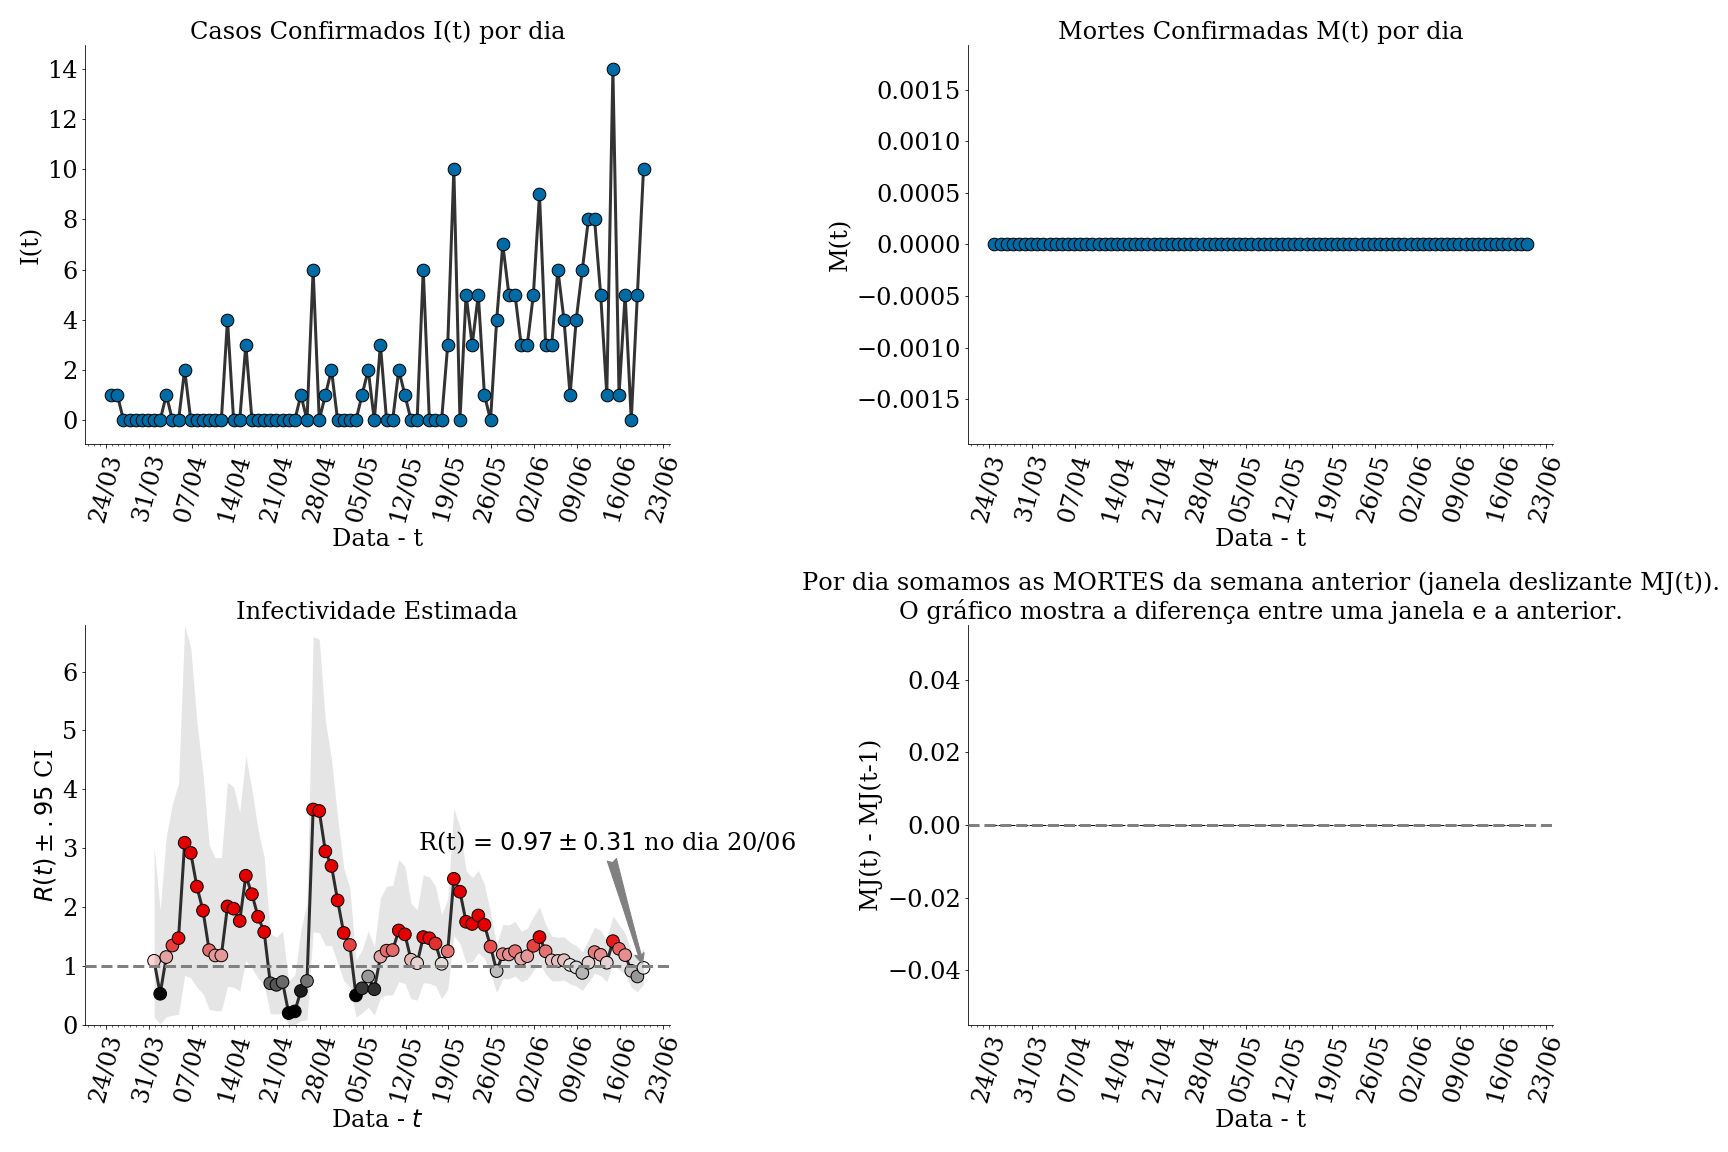 Casos Confirmados I(t) por dia
14
12
10
8
6
4
2
0
I(t)
24/03 31/03 07/04 14/04 21/04 28/04 05/05 12/05 19/05 26/05 02/06 09/06 16/06 23/06
Data - t
Mortes Confirmadas M(t) por dia
0.0015
0.0010
0.0005
0.0000
−0.0005
−0.0010
−0.0015
M(t)
24/03 31/03 07/04 14/04 21/04 28/04 05/05 12/05 19/05 26/05 02/06 09/06 16/06 23/06
Data - t
Infectividade Estimada
6
5
4
3
2
1
0
R(t) ± .95 CI
R(t) = 0.97 ± 0.31 no dia 20/06
24/03 31/03 07/04 14/04 21/04 28/04 05/05 12/05 19/05 26/05 02/06 09/06 16/06 23/06
Data - t
Por dia somamos as MORTES da semana anterior (janela deslizante MJ(t)).
O gráfico mostra a diferença entre uma janela e a anterior.
0.04
0.02
0.00
−0.02
−0.04
MJ(t) - MJ(t-1)
24/03 31/03 07/04 14/04 21/04 28/04 05/05 12/05 19/05 26/05 02/06 09/06 16/06 23/06
Data - t